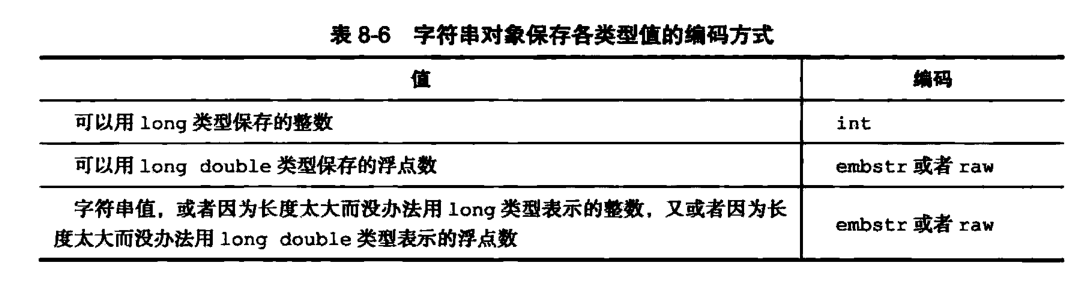 表 8-6 字符串对象保存各类型值的编码方式
值 编码
可以用 long 类型保存的整数 int
可以用 long double 类型保存的浮点数 embstr 或者 raw
字符串值，或者因为长度太大而没办法用 long 类型表示的整数，又或者因为长
度太大而没办法用 long double 类型表示的浮点数 embstr 或者 raw